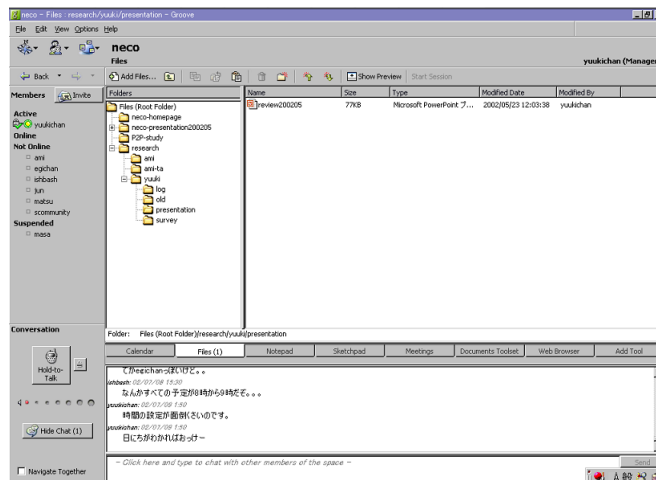 neco - Files : research/yuuki/presentation - Groove
File Edit View Options Help
neco
Files
yuukichan (Manager
Back
Add Files...
Show Preview
Start Session
Members
Invite
Active
yuukichan
Online
Not Online
ami
egichan
ishbash
jun
matsu
scommunity
Suspended
masa
Folders
Files (Root Folder)
neco-homepage
neco-presentation200205
P2P-study
research
ami
ami-ta
yuuki
log
old
presentation
survey
Name Size Type Modified Date Modified By
review200205 77KB Microsoft PowerPoint プ... 2002/05/23 12:03:38 yuukichan
Folder: Files (Root Folder)/research/yuuki/presentation
Calendar Files (1) Notepad Sketchpad Meetings Documents Toolset Web Browser Add Tool
Conversation
Hold-to-Talk
Hide Chat (1)
Navigate Together
てかegichanっぽいけど。。
ishbash: 02/07/08 15:30
なんかすべての予定が8時から9時だぞ。。。
yuukichan: 02/07/09 1:50
時間の設定が面倒くさいのです。
yuukichan: 02/07/09 1:50
日にちがわかればおっけー
- Click here and type to chat with other members of the space -
Send